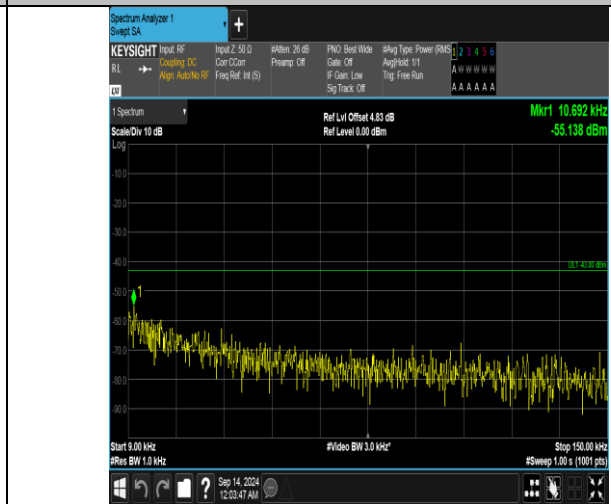 Spectrum Analyzer 1
Swept SA
+
KEYSIGHT Input: RF Input Z: 50 Ω #Atten: 26 dB PNO: Best Wide #Avg Type: Power (RMS 1 2 3 4 5 6
RL Coupling: DC Corr CCorr Preamp: Off Gate: Off Avg|Hold: 1/1 A W W W W W
Align: Auto/No RF Freq Ref: Int (S) IF Gain: Low Trig: Free Run
LXI Sig Track: Off A A A A A A
1 Spectrum Ref Lvl Offset 4.83 dB Mkr1 10.692 kHz
Scale/Div 10 dB Ref Level 0.00 dBm -55.138 dBm
Log
-10.0
-20.0
-30.0
-40.0
DL1 -43.00 dBm
-50.0
1
-60.0
-70.0
-80.0
-90.0
Start 9.00 kHz #Video BW 3.0 kHz* Stop 150.00 kHz
#Res BW 1.0 kHz #Sweep 1.00 s (1001 pts)
? Sep 14, 2024
12:03:47 AM